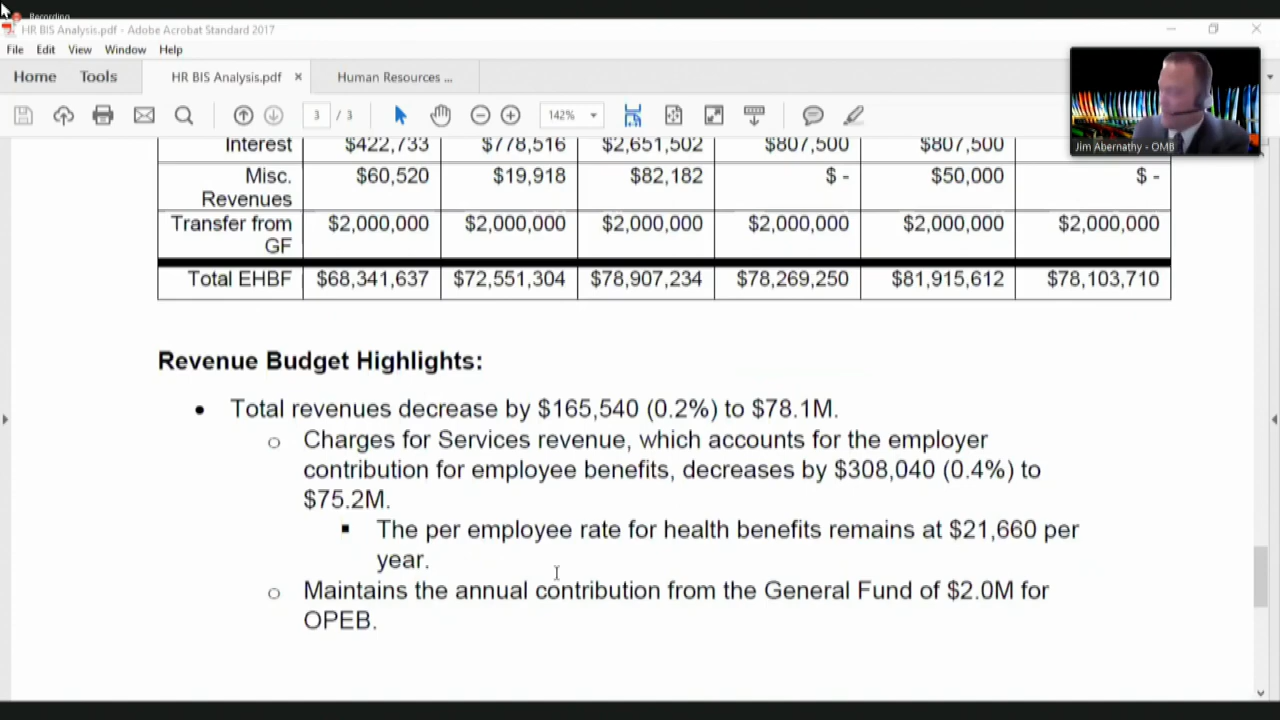 Recording
HR BIS Analysis.pdf - Adobe Acrobat Standard 2017
File Edit View Window Help
Home Tools HR BIS Analysis.pdf × Human Resources ...
3 / 3 142%
Jim Abernathy - OMB
Interest $422,733 $778,516 $2,651,502 $807,500 $807,500
Misc. $60,520 $19,918 $82,182 $ - $50,000 $ -
Revenues
Transfer from $2,000,000 $2,000,000 $2,000,000 $2,000,000 $2,000,000 $2,000,000
GF
Total EHBF $68,341,637 $72,551,304 $78,907,234 $78,269,250 $81,915,612 $78,103,710
Revenue Budget Highlights:
• Total revenues decrease by $165,540 (0.2%) to $78.1M.
o Charges for Services revenue, which accounts for the employer
contribution for employee benefits, decreases by $308,040 (0.4%) to
$75.2M.
▪ The per employee rate for health benefits remains at $21,660 per
year.
o Maintains the annual contribution from the General Fund of $2.0M for
OPEB.